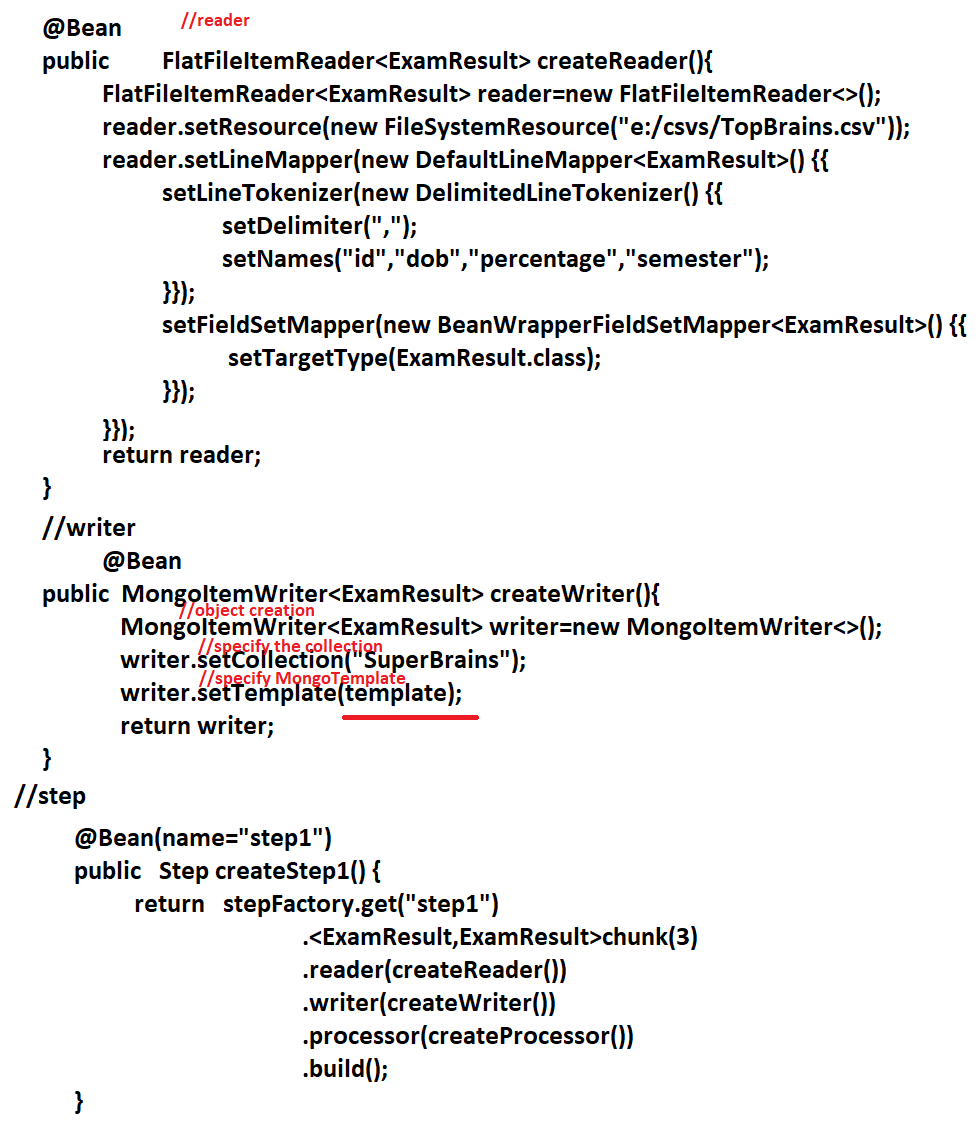 @Bean //reader
public FlatFileItemReader<ExamResult> createReader(){
FlatFileItemReader<ExamResult> reader=new FlatFileItemReader<>();
reader.setResource(new FileSystemResource("e:/csvs/TopBrains.csv"));
reader.setLineMapper(new DefaultLineMapper<ExamResult>() {{
setLineTokenizer(new DelimitedLineTokenizer() {{
setDelimiter(",");
setNames("id","dob","percentage","semester");
}});
setFieldSetMapper(new BeanWrapperFieldSetMapper<ExamResult>() {{
setTargetType(ExamResult.class);
}});
}});
return reader;
}
//writer
@Bean
public MongoItemWriter<ExamResult> createWriter(){
//object creation
MongoItemWriter<ExamResult> writer=new MongoItemWriter<>();
//specify the collection
writer.setCollection("SuperBrains");
//specify MongoTemplate
writer.setTemplate(template);
return writer;
}
//step
@Bean(name="step1")
public Step createStep1() {
return stepFactory.get("step1")
.<ExamResult,ExamResult>chunk(3)
.reader(createReader())
.writer(createWriter())
.processor(createProcessor())
.build();
}